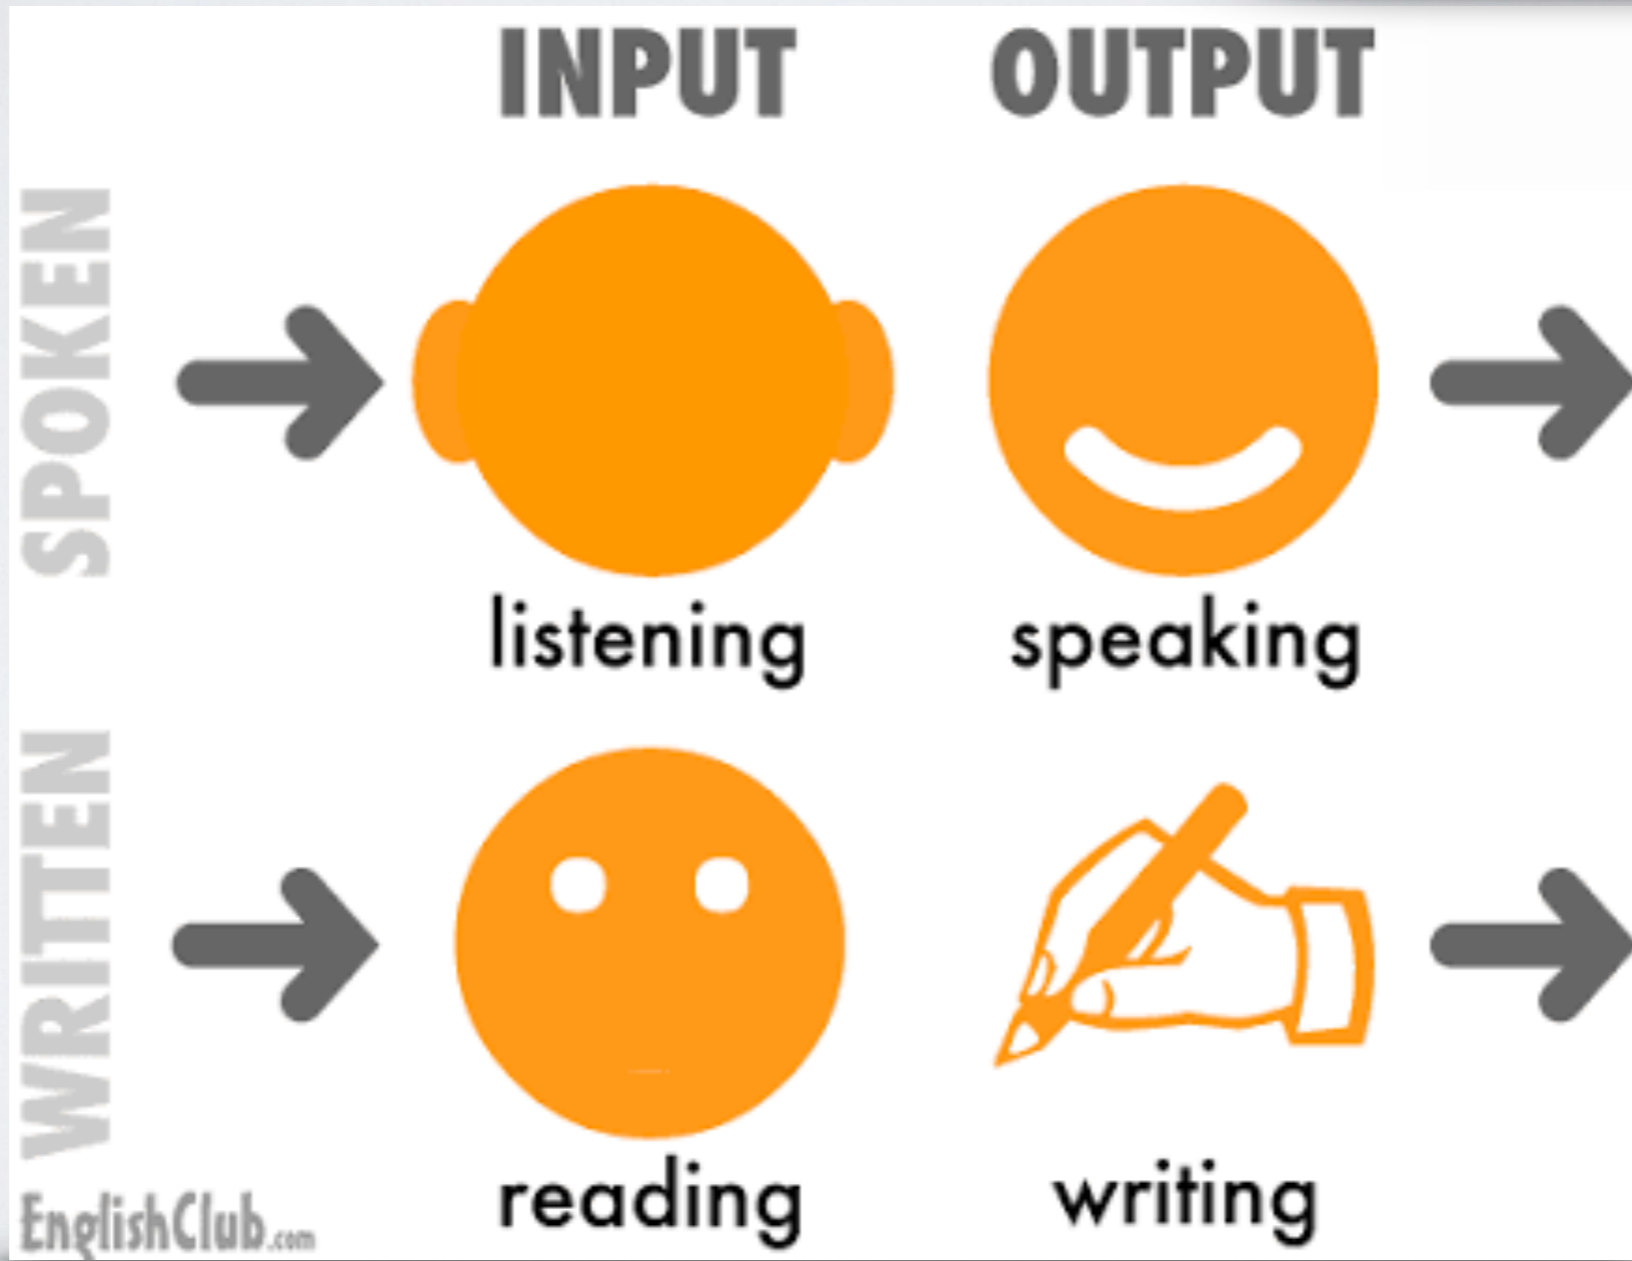 INPUT OUTPUT
SPOKEN
listening speaking
WRITTEN
reading writing
EnglishClub.com